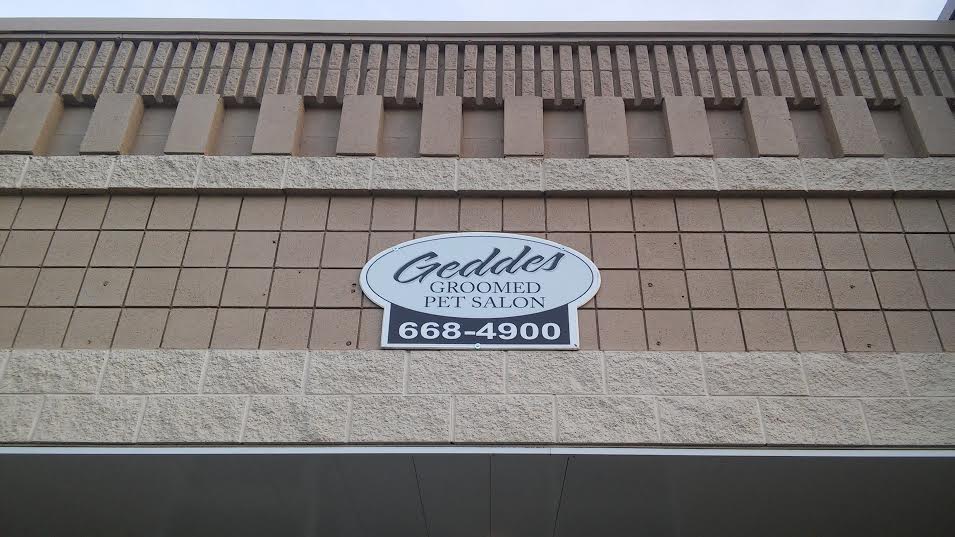 Geddes
GROOMED
PET SALON
668-4900